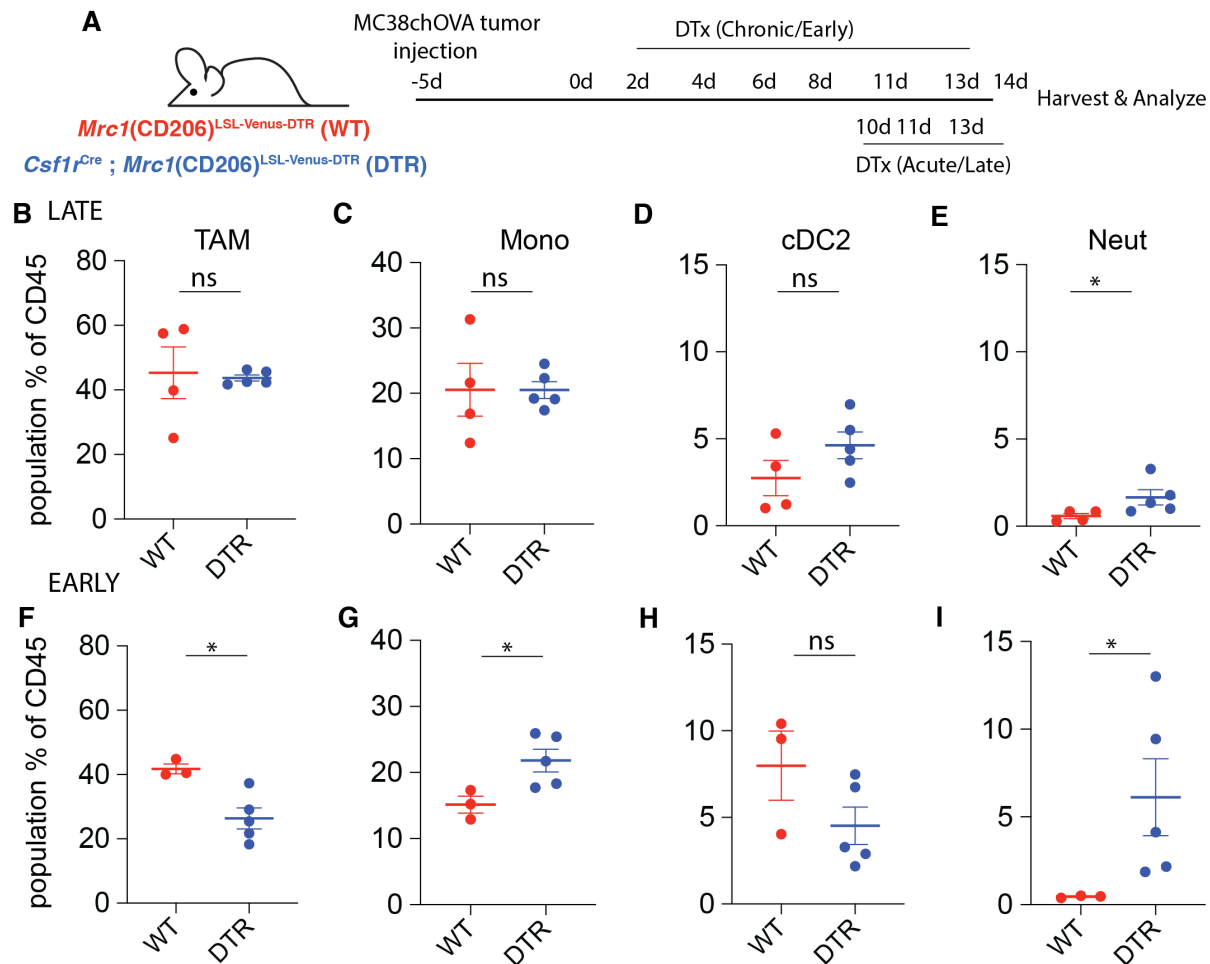 A
MC38chOVA tumor
injection
DTx (Chronic/Early)
-5d 0d 2d 4d 6d 8d 11d 13d 14d
Harvest & Analyze
Mrc1(CD206)LSL-Venus-DTR (WT)
10d 11d 13d
Csf1rCre ; Mrc1(CD206)LSL-Venus-DTR (DTR)
DTx (Acute/Late)
B LATE C D E
TAM Mono cDC2 Neut
population % of CD45
80
60
40
20
0
ns
WT DTR
40
30
20
10
0
ns
WT DTR
15
10
5
0
ns
WT DTR
15
10
5
0
*
WT DTR
EARLY
F G H I
population % of CD45
80
60
40
20
0
*
WT DTR
40
30
20
10
0
*
WT DTR
15
10
5
0
ns
WT DTR
15
10
5
0
*
WT DTR